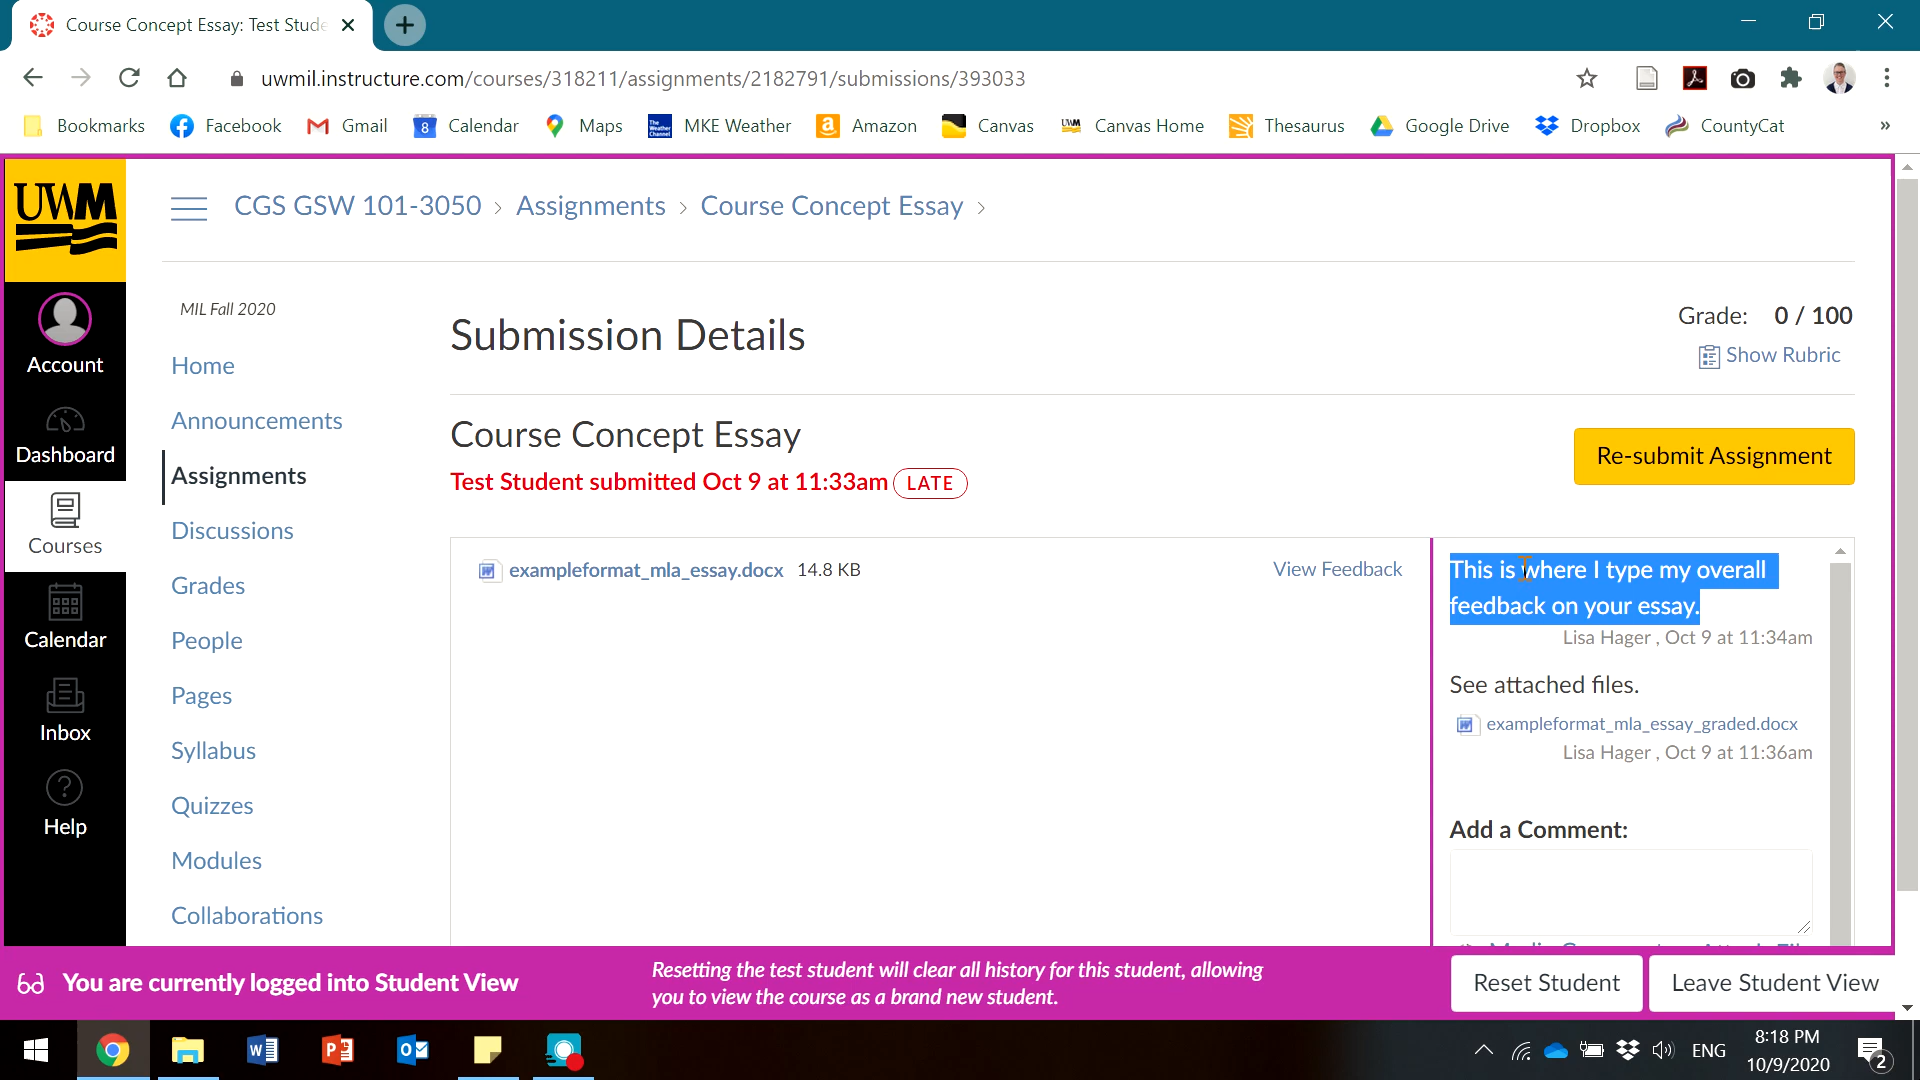 Course Concept Essay: Test Stude
uwmil.instructure.com/courses/318211/assignments/2182791/submissions/393033
Bookmarks
Facebook
Gmail
8
Calendar
Maps
The Weather Channel
MKE Weather
a
Amazon
Canvas
UWM
Canvas Home
Thesaurus
Google Drive
Dropbox
CountyCat
»
UWM
CGS GSW 101-3050 › Assignments › Course Concept Essay ›
Account
Dashboard
Courses
Calendar
Inbox
Help
MIL Fall 2020
Home
Announcements
Assignments
Discussions
Grades
People
Pages
Syllabus
Quizzes
Modules
Collaborations
Submission Details
Grade: 0 / 100
Show Rubric
Course Concept Essay
Test Student submitted Oct 9 at 11:33am LATE
Re-submit Assignment
exampleformat_mla_essay.docx 14.8 KB
View Feedback
This is where I type my overall
feedback on your essay.
Lisa Hager , Oct 9 at 11:34am
See attached files.
exampleformat_mla_essay_graded.docx
Lisa Hager , Oct 9 at 11:36am
Add a Comment:
You are currently logged into Student View
Resetting the test student will clear all history for this student, allowing
you to view the course as a brand new student.
Reset Student
Leave Student View
ENG
8:18 PM
10/9/2020
2